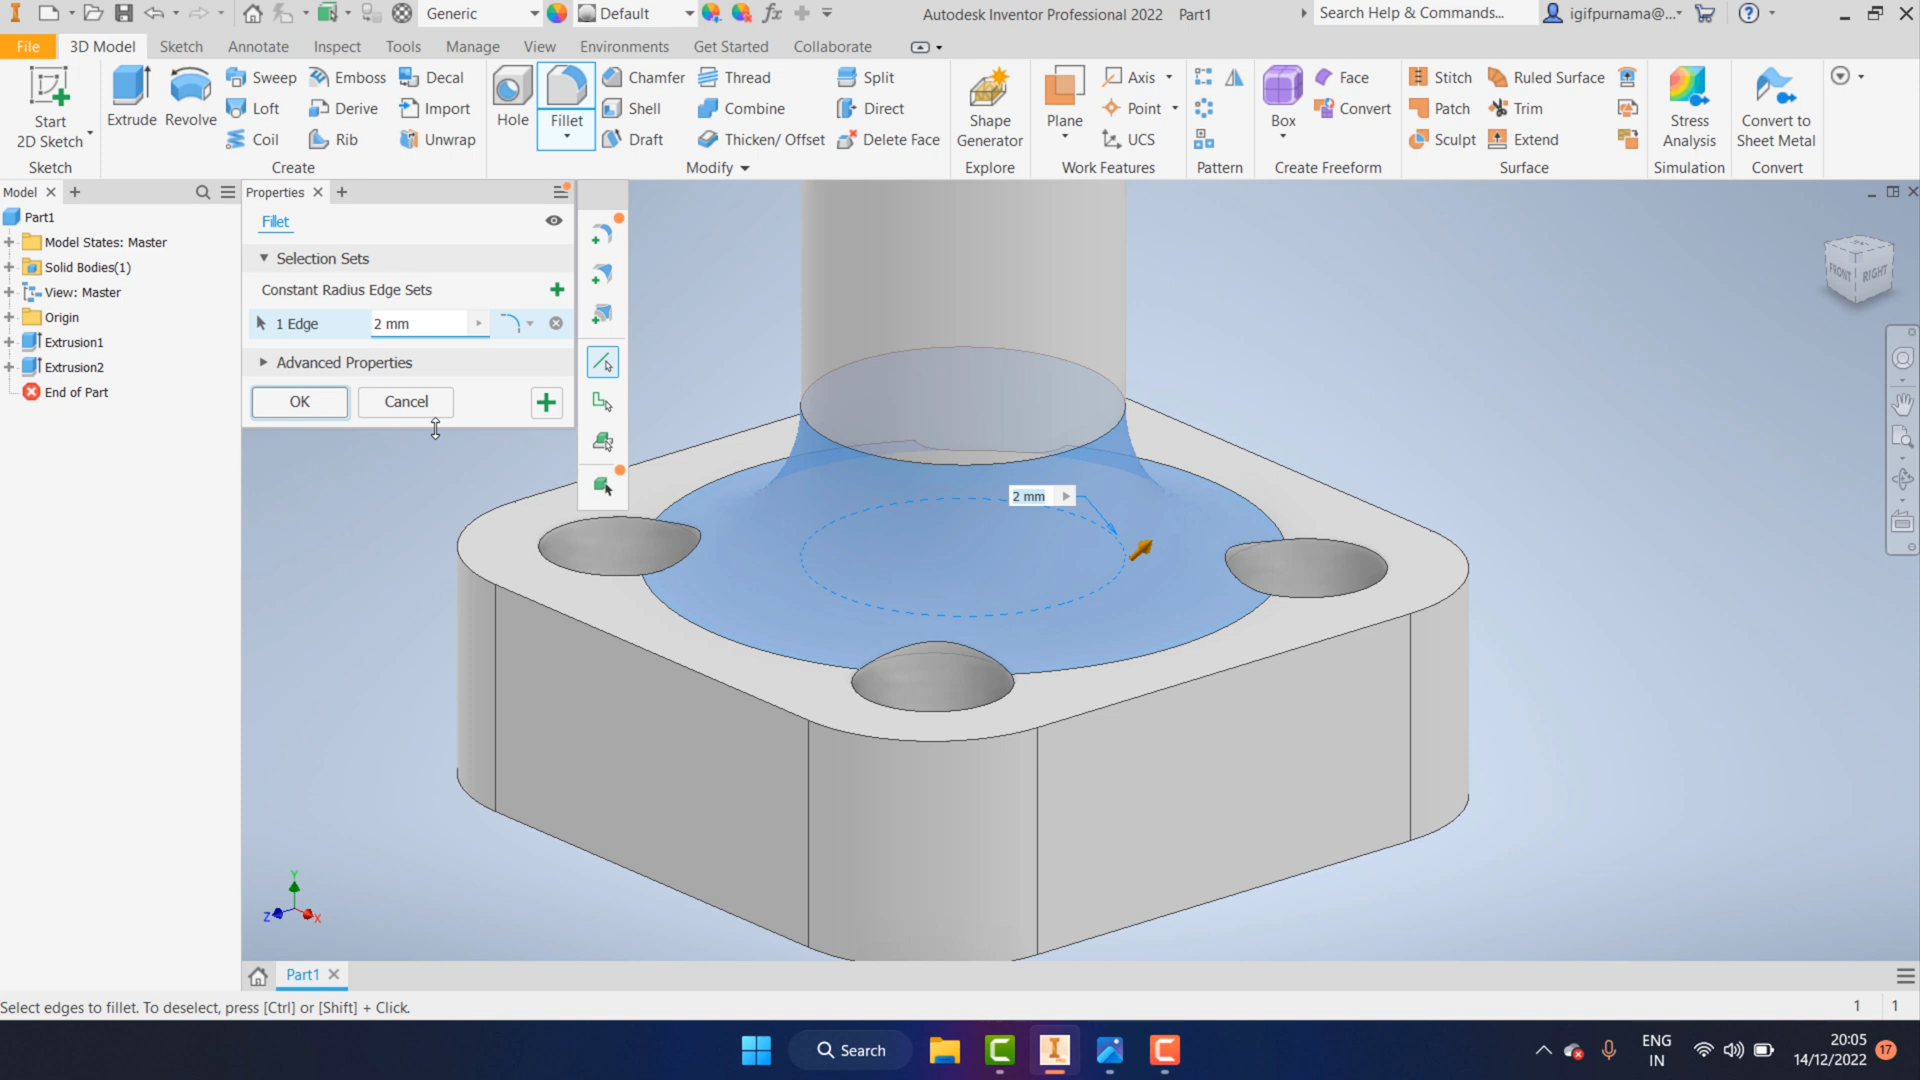 Generic
Default
fx
Autodesk Inventor Professional 2022 Part1
Search Help & Commands...
igifpurnama@...
File
3D Model
Sketch
Annotate
Inspect
Tools
Manage
View
Environments
Get Started
Collaborate
Start
2D Sketch
Extrude
Revolve
Sweep
Loft
Coil
Emboss
Derive
Rib
Decal
Import
Unwrap
Hole
Fillet
Chamfer
Shell
Draft
Thread
Combine
Thicken/ Offset
Split
Direct
Delete Face
Shape
Generator
Plane
Axis
Point
UCS
Box
Face
Convert
Stitch
Patch
Sculpt
Ruled Surface
Trim
Extend
Stress
Analysis
Convert to
Sheet Metal
Sketch
Create
Modify
Explore
Work Features
Pattern
Create Freeform
Surface
Simulation
Convert
Model
Part1
Model States: Master
Solid Bodies(1)
View: Master
Origin
Extrusion1
Extrusion2
End of Part
Properties
Fillet
Selection Sets
Constant Radius Edge Sets
1 Edge
2 mm
Advanced Properties
OK
Cancel
2 mm
FRONT
RIGHT
Y
Z
X
Part1
Select edges to fillet. To deselect, press [Ctrl] or [Shift] + Click.
1
1
Search
ENG
IN
20:05
14/12/2022
17